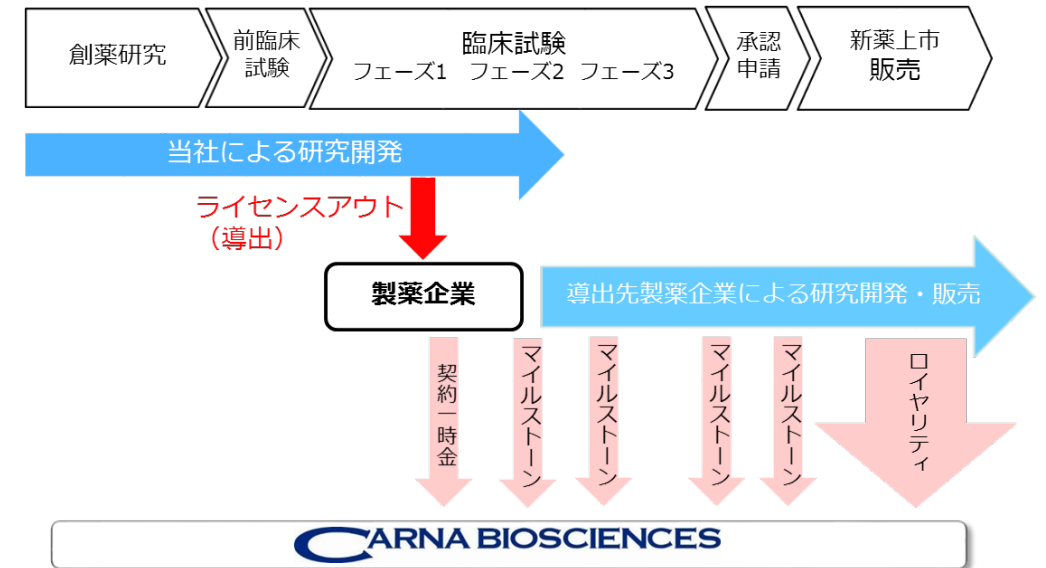 創薬研究
前臨床
試験
臨床試験
フェーズ1 フェーズ2 フェーズ3
承認
申請
新薬上市
販売
当社による研究開発
ライセンスアウト
（導出）
製薬企業
導出先製薬企業による研究開発・販売
契約一時金
マイルストーン
マイルストーン
マイルストーン
マイルストーン
ロイヤリティ
CARNA BIOSCIENCES